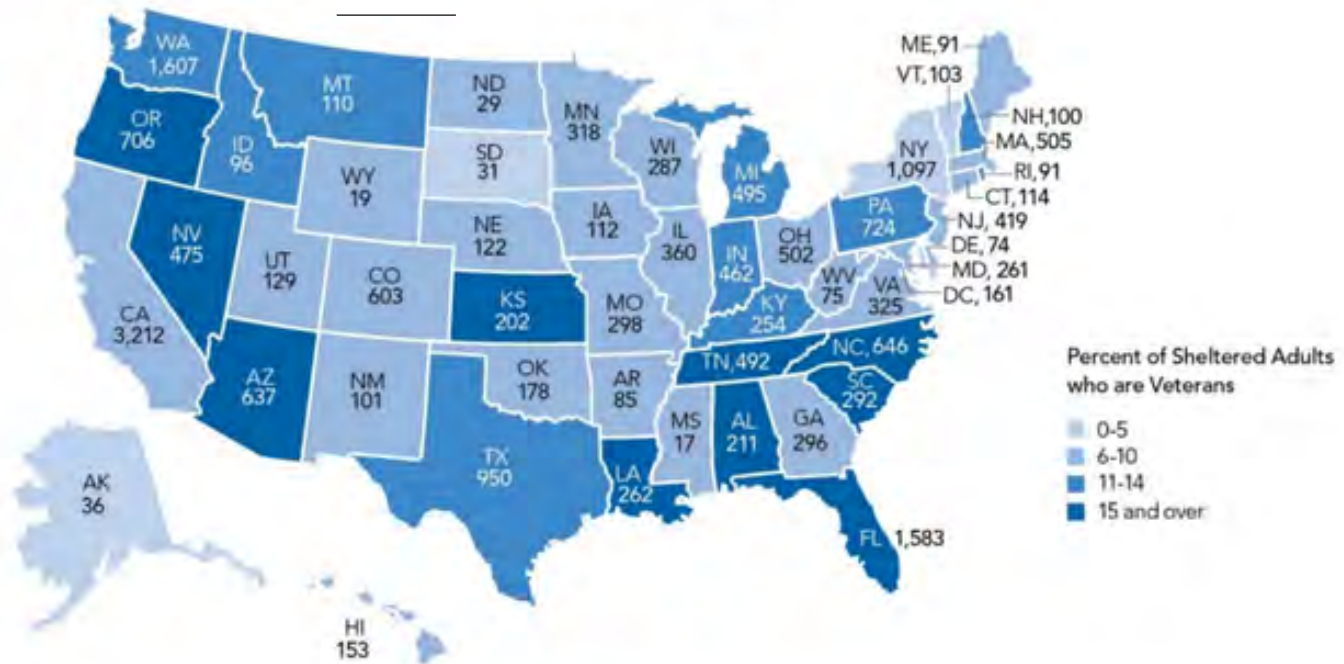 WA
1,607
MT
110
ND
29
MN
318
OR
706
ID
96
WY
19
SD
31
WI
287
MI
495
NY
1,097
ME, 91
VT, 103
NH, 100
MA, 505
RI, 91
CT, 114
NJ, 419
DE, 74
MD, 261
DC, 161
PA
724
NV
475
UT
129
CO
603
NE
122
IA
112
IL
360
IN
462
OH
502
WV
75
VA
325
CA
3,212
KS
202
MO
298
KY
254
TN, 492
NC, 646
AZ
637
NM
101
OK
178
AR
85
SC
292
MS
17
AL
211
GA
296
TX
950
LA
262
FL 1,583
AK
36
HI
153
Percent of Sheltered Adults
who are Veterans
0-5
6-10
11-14
15 and over